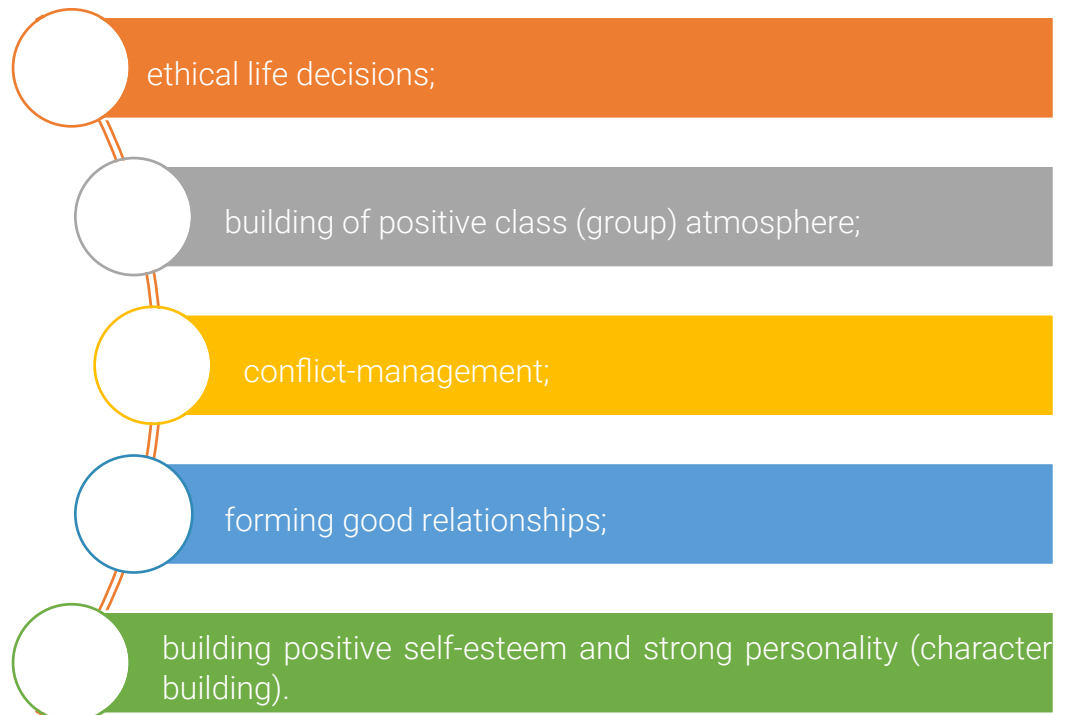 ethical life decisions;
building of positive class (group) atmosphere;
conflict-management;
forming good relationships;
building positive self-esteem and strong personality (character
building).